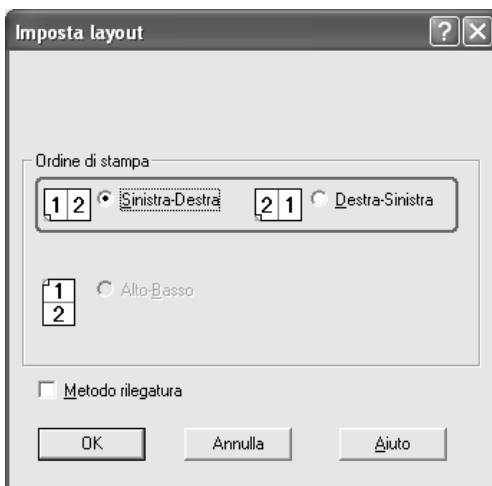 Imposta layout
Ordine di stampa
1 2 Sinistra-Destra 2 1 Destra-Sinistra
1 Alto-Basso
2
Metodo rilegatura
OK Annulla Aiuto